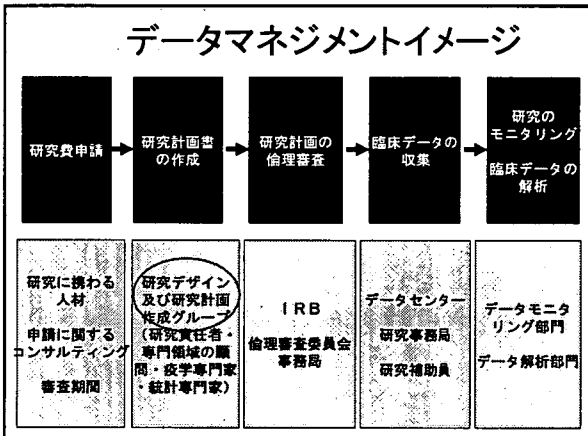 データマネジメントイメージ
研究費申請
研究計画書
の作成
研究計画の
倫理審査
臨床データの
収集
研究の
モニタリング
臨床データの
解析
研究に携わる
人材
申請に関する
コンサルティング
審査期間
研究デザイン
及び研究計画
作成グループ
(研究責任者・
専門領域の顧
問・疫学専門家
・統計専門家)
IRB
倫理審査委員会
事務局
データセンター
研究事務局
研究補助員
データモニタ
リング部門
データ解析部門